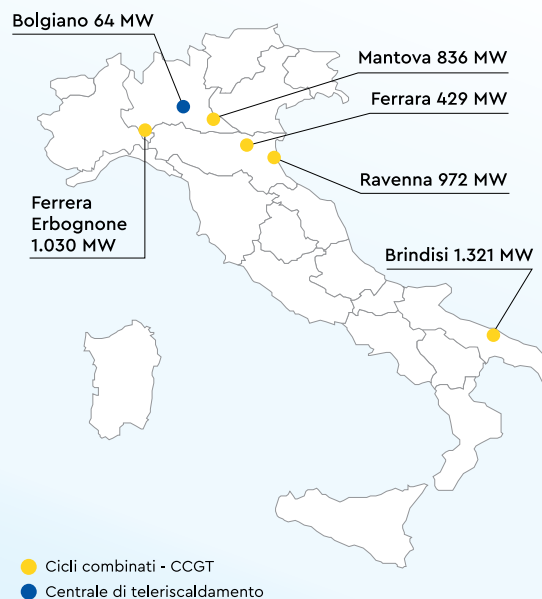 Bolgiano 64 MW
Mantova 836 MW
Ferrara 429 MW
Ravenna 972 MW
Ferrera
Erbognone
1.030 MW
Brindisi 1.321 MW
Cicli combinati - CCGT
Centrale di teleriscaldamento